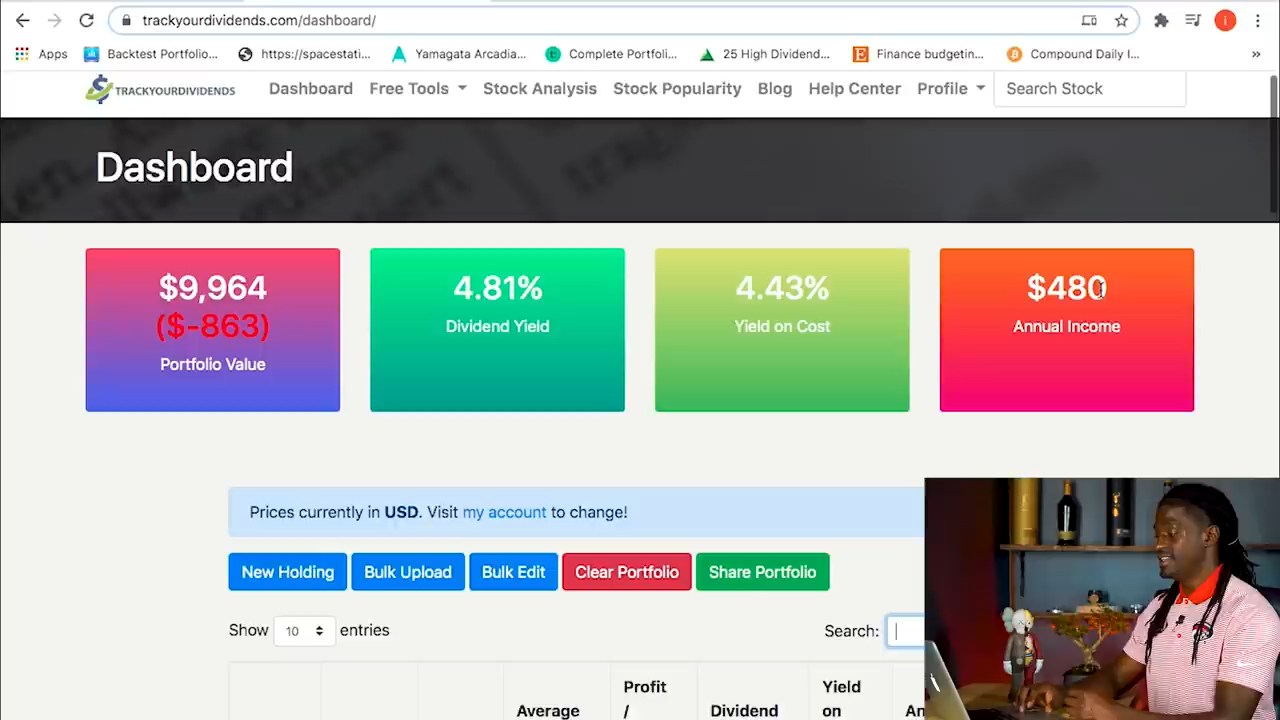 trackyourdividends.com/dashboard/
i
Apps
Backtest Portfolio...
https://spacestati...
Yamagata Arcadia...
Complete Portfoli...
25 High Dividend...
Finance budgetin...
Compound Daily I...
»
TRACKYOURDIVIDENDS
Dashboard
Free Tools
Stock Analysis
Stock Popularity
Blog
Help Center
Profile
Search Stock
Dashboard
$9,964
($-863)
Portfolio Value
4.81%
Dividend Yield
4.43%
Yield on Cost
$480
Annual Income
Prices currently in USD. Visit my account to change!
New Holding
Bulk Upload
Bulk Edit
Clear Portfolio
Share Portfolio
Show 10 entries
Search:
Average
Profit
/
Dividend
Yield
on